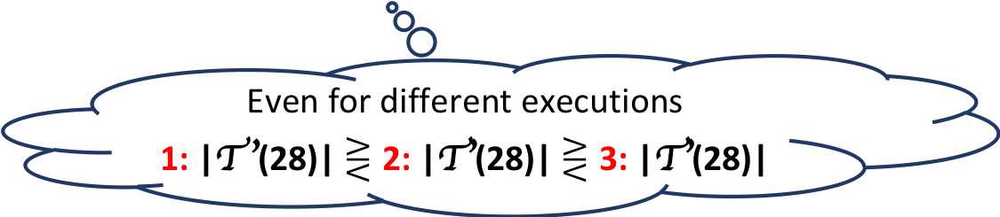 Even for different executions
1: |𝒯’(28)| ⪌ 2: |𝒯’(28)| ⪌ 3: |𝒯’(28)|